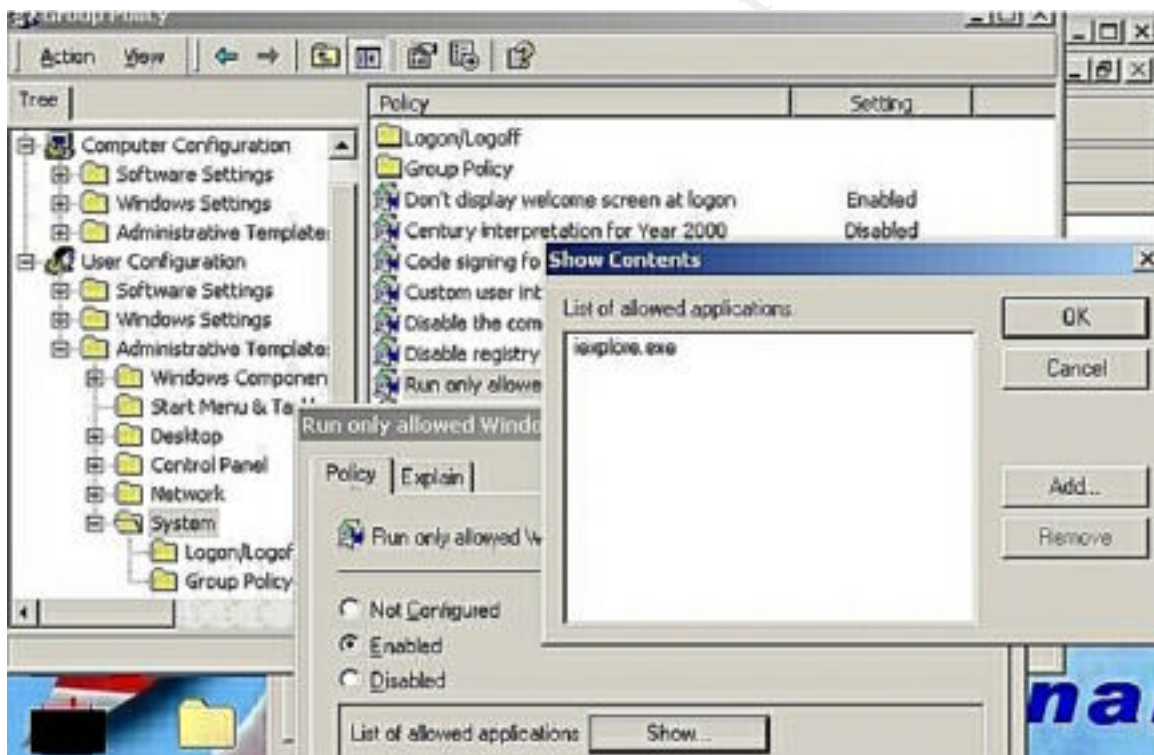 Group Policy
Action View
Tree
Policy Setting
Computer Configuration
Software Settings
Windows Settings
Administrative Template
User Configuration
Software Settings
Windows Settings
Administrative Template
Windows Componen
Start Menu & Ta
Desktop
Control Panel
Network
System
Logon/Logof
Group Policy
Logon/Logoff
Group Policy
Don't display welcome screen at logon Enabled
Century interpretation for Year 2000 Disabled
Code signing fo
Custom user int
Disable the com
Disable registry
Run only allowe
Run only allowed Windo
Policy Explain
Run only allowed W
Not Configured
Enabled
Disabled
List of allowed applications Show...
Show Contents
List of allowed applications
iexplore.exe
OK
Cancel
Add...
Remove
na